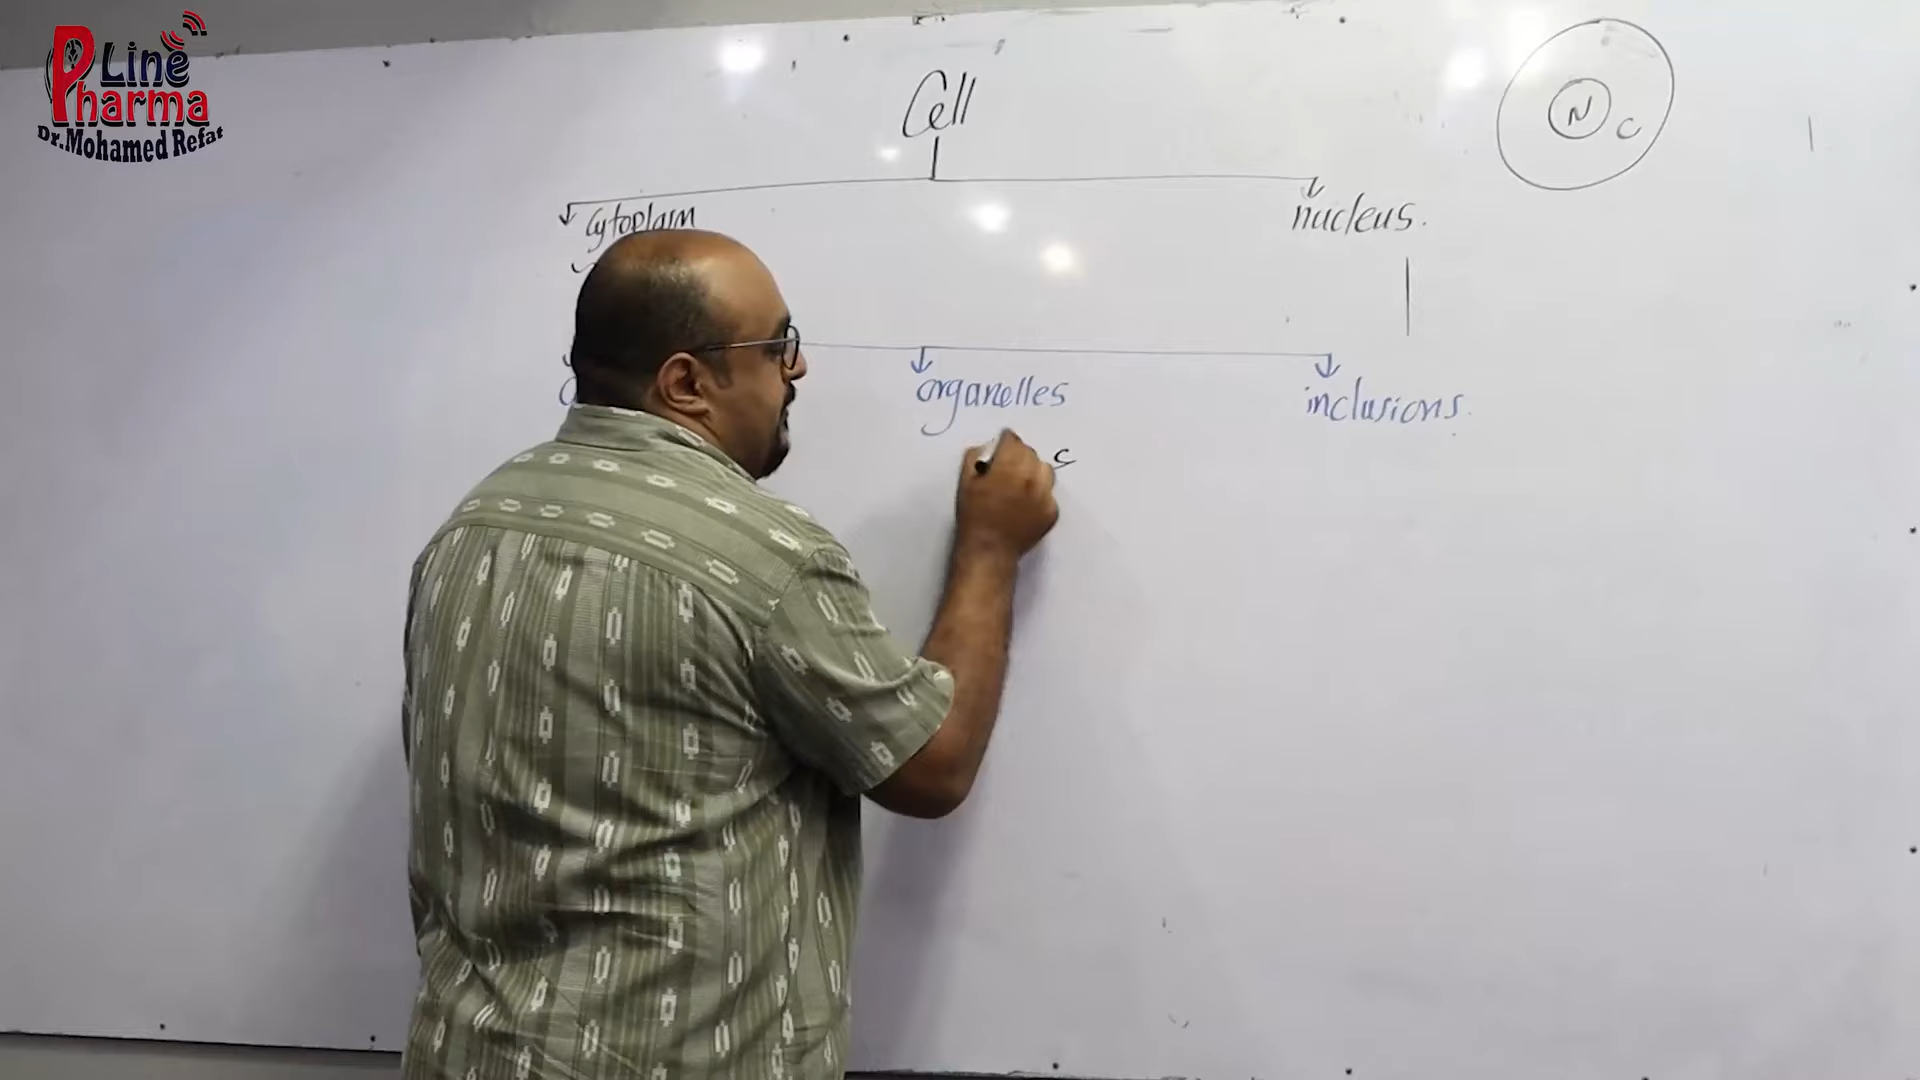 Line
Pharma
Dr.Mohamed Refat
Cell
N
C
Cytoplasm
nucleus.
organelles
inclusions.